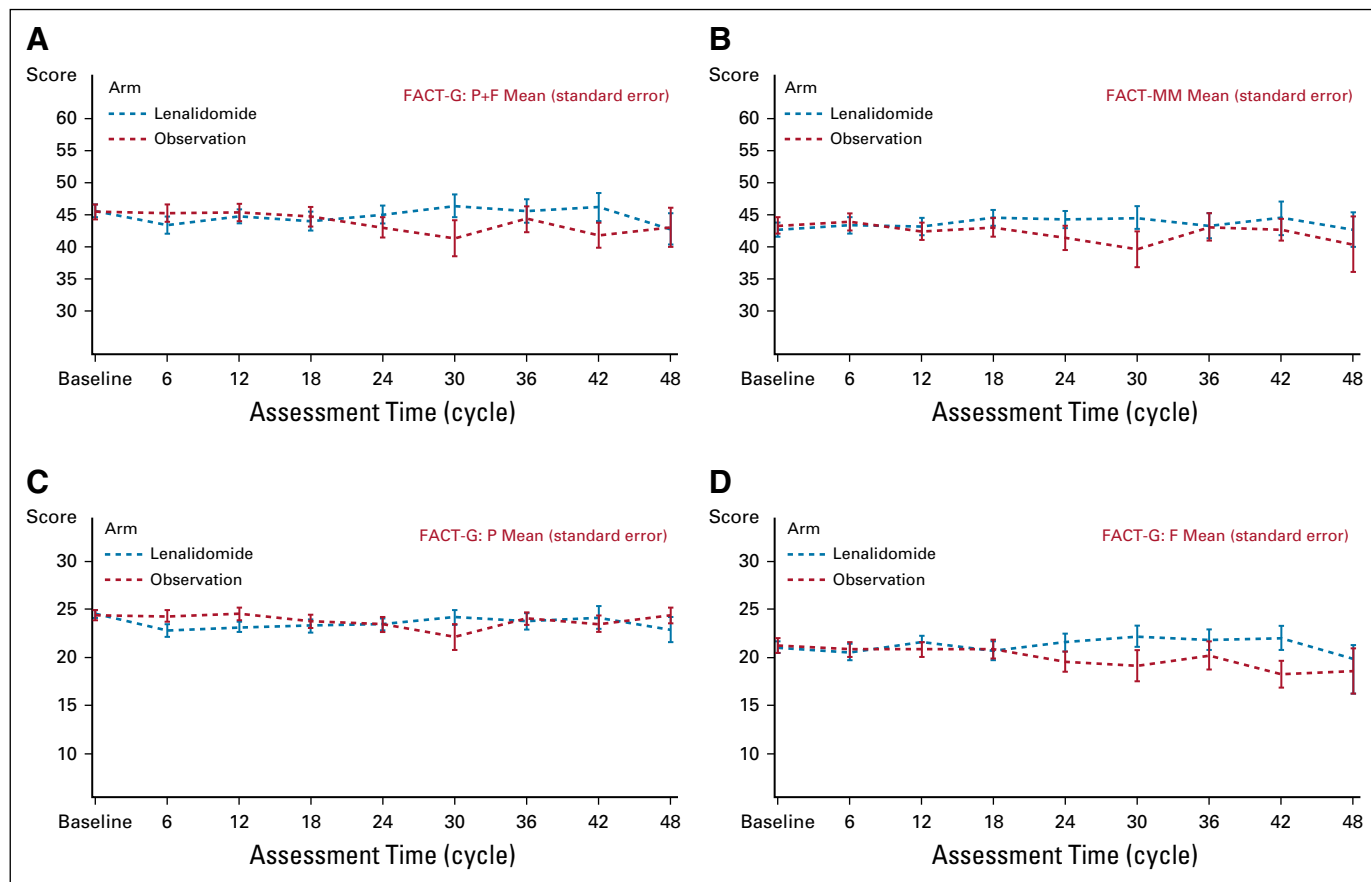 A
Score
Arm
FACT-G: P+F Mean (standard error)
Lenalidomide
Observation
60
55
50
45
40
35
30
Baseline 6 12 18 24 30 36 42 48
Assessment Time (cycle)
B
Score
Arm
FACT-MM Mean (standard error)
Lenalidomide
Observation
60
55
50
45
40
35
30
Baseline 6 12 18 24 30 36 42 48
Assessment Time (cycle)
C
Score
Arm
FACT-G: P Mean (standard error)
Lenalidomide
Observation
30
25
20
15
10
Baseline 6 12 18 24 30 36 42 48
Assessment Time (cycle)
D
Score
Arm
FACT-G: F Mean (standard error)
Lenalidomide
Observation
30
25
20
15
10
Baseline 6 12 18 24 30 36 42 48
Assessment Time (cycle)